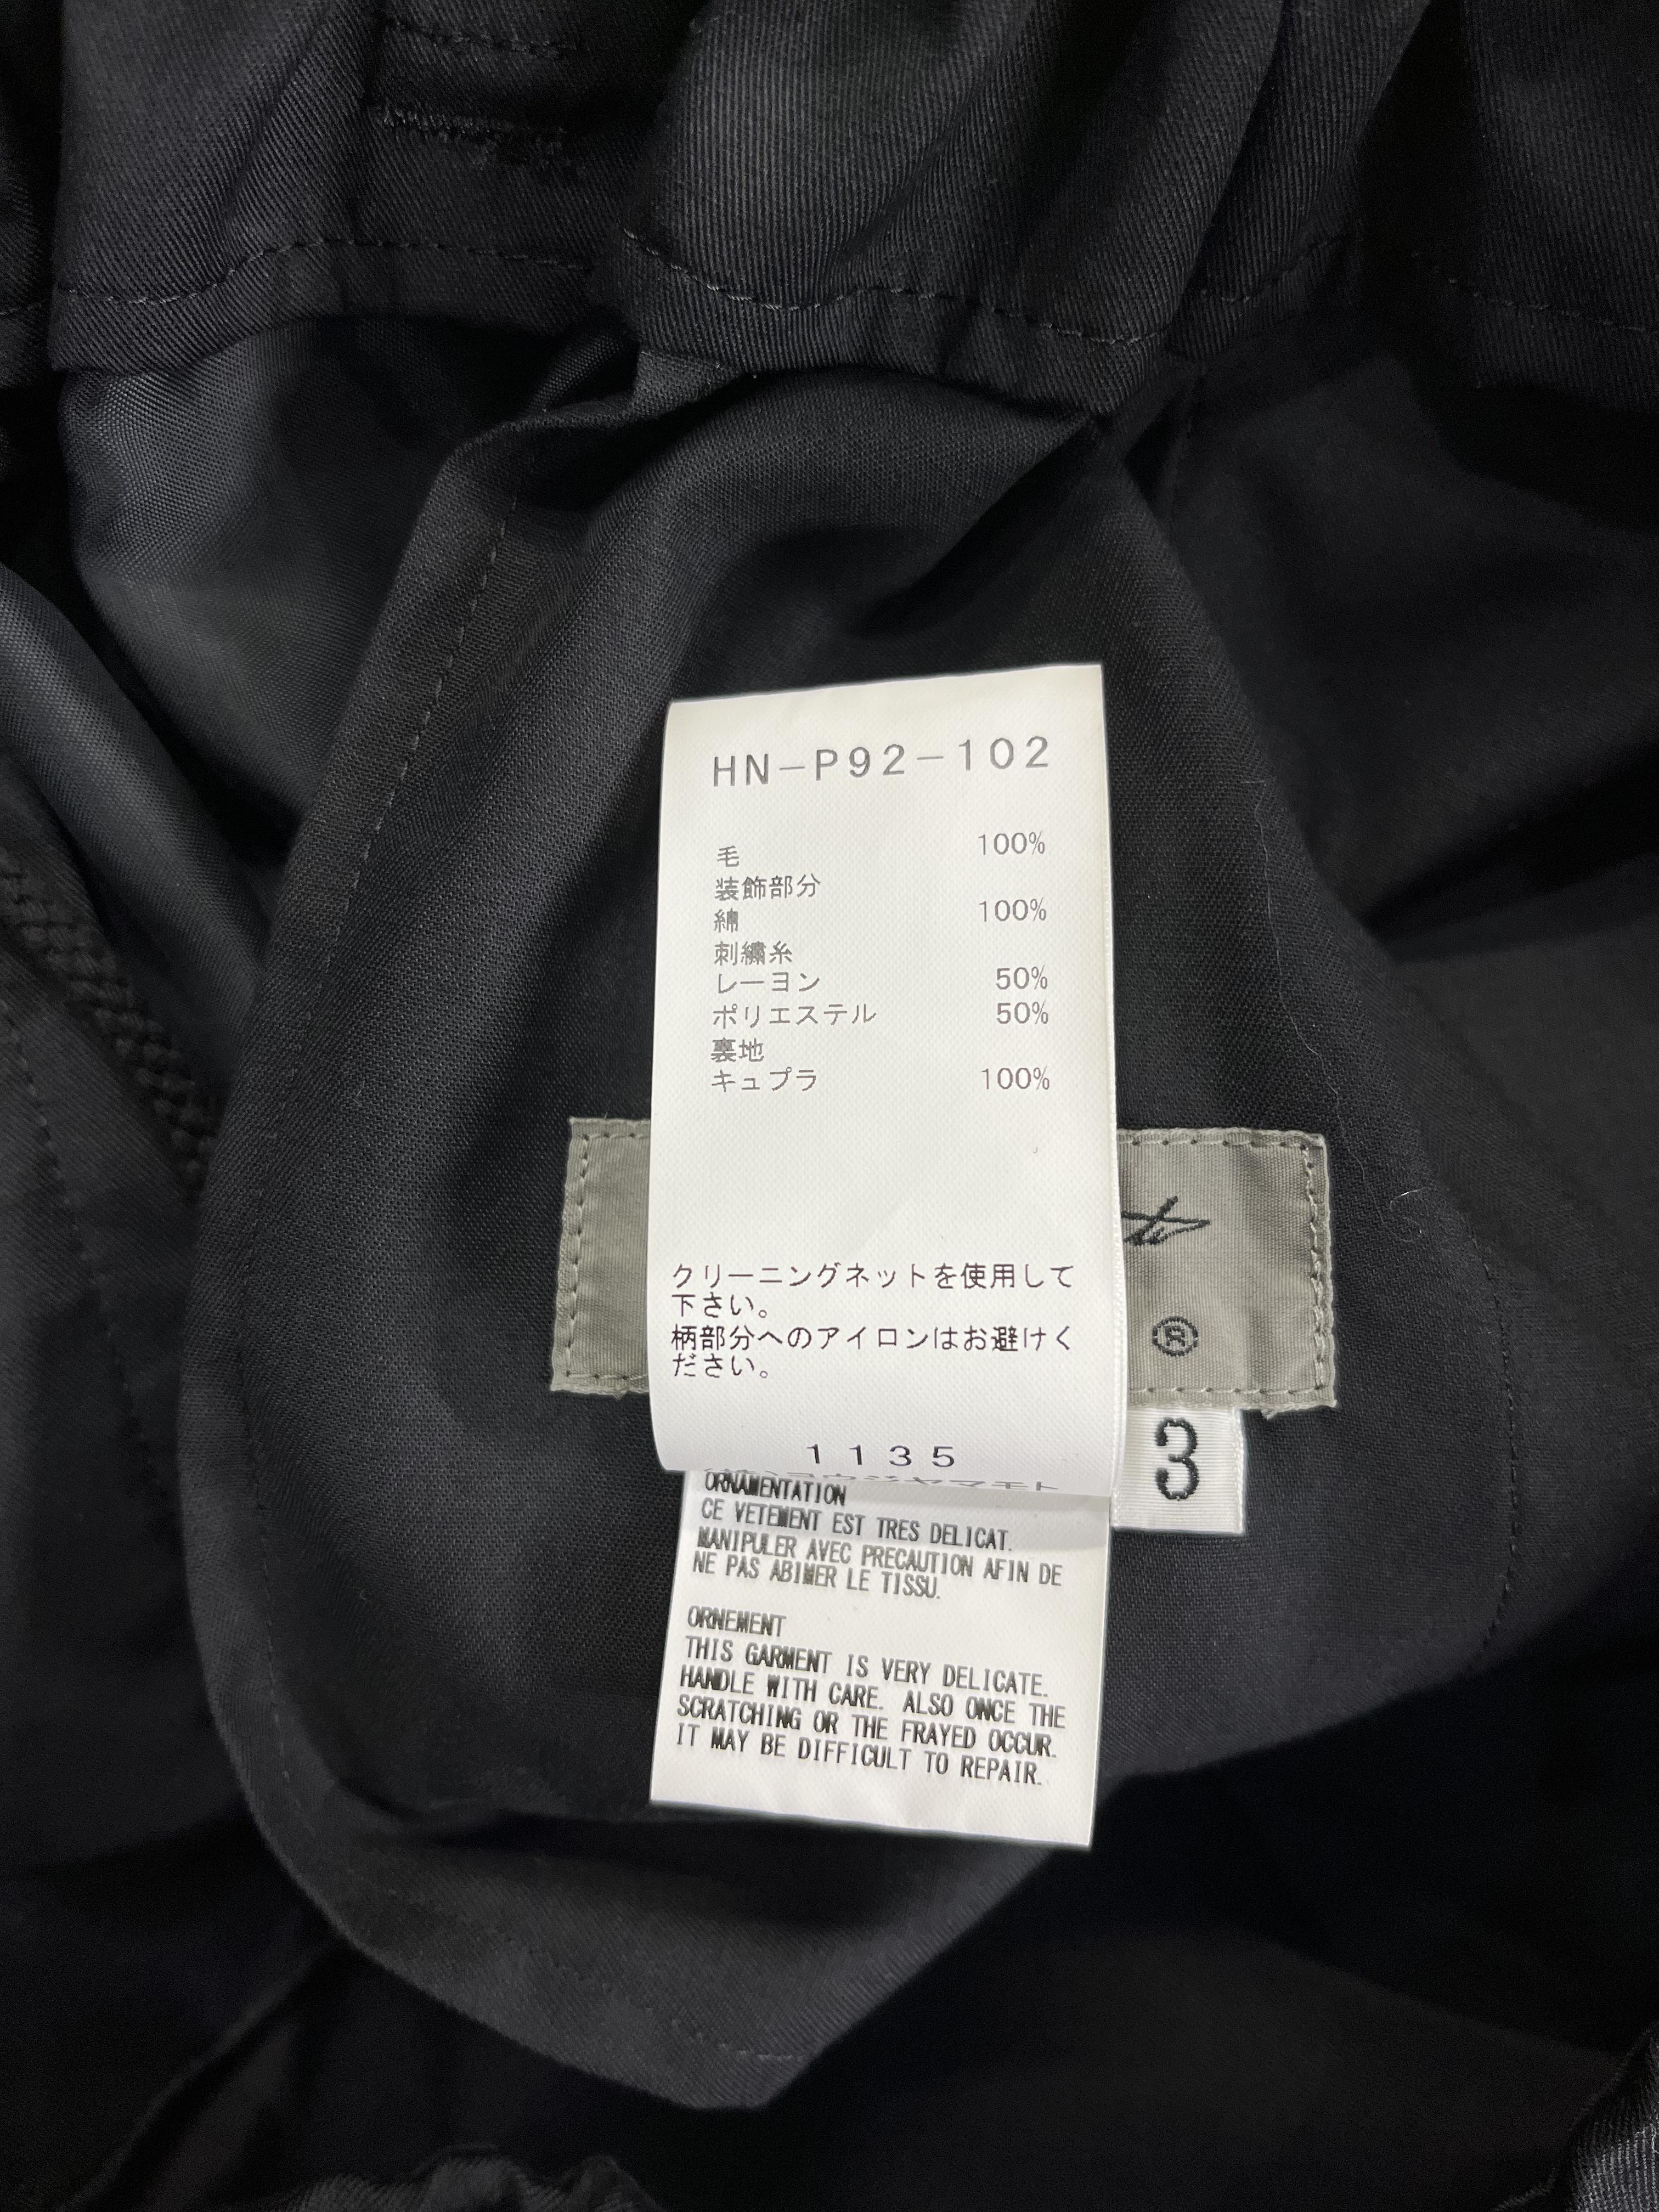 HN-P92-102
毛 100%
装飾部分
綿 100%
刺繍糸
レーヨン 50%
ポリエステル 50%
裏地
キュプラ 100%
クリーニングネットを使用して
下さい。
柄部分へのアイロンはお避けく
ださい。
1135
®
3
ORNAMENTATION
CE VETEMENT EST TRES DELICAT.
MANIPULER AVEC PRECAUTION AFIN DE
NE PAS ABIMER LE TISSU.
ORNEMENT
THIS GARMENT IS VERY DELICATE.
HANDLE WITH CARE. ALSO ONCE THE
SCRATCHING OR THE FRAYED OCCUR.
IT MAY BE DIFFICULT TO REPAIR.